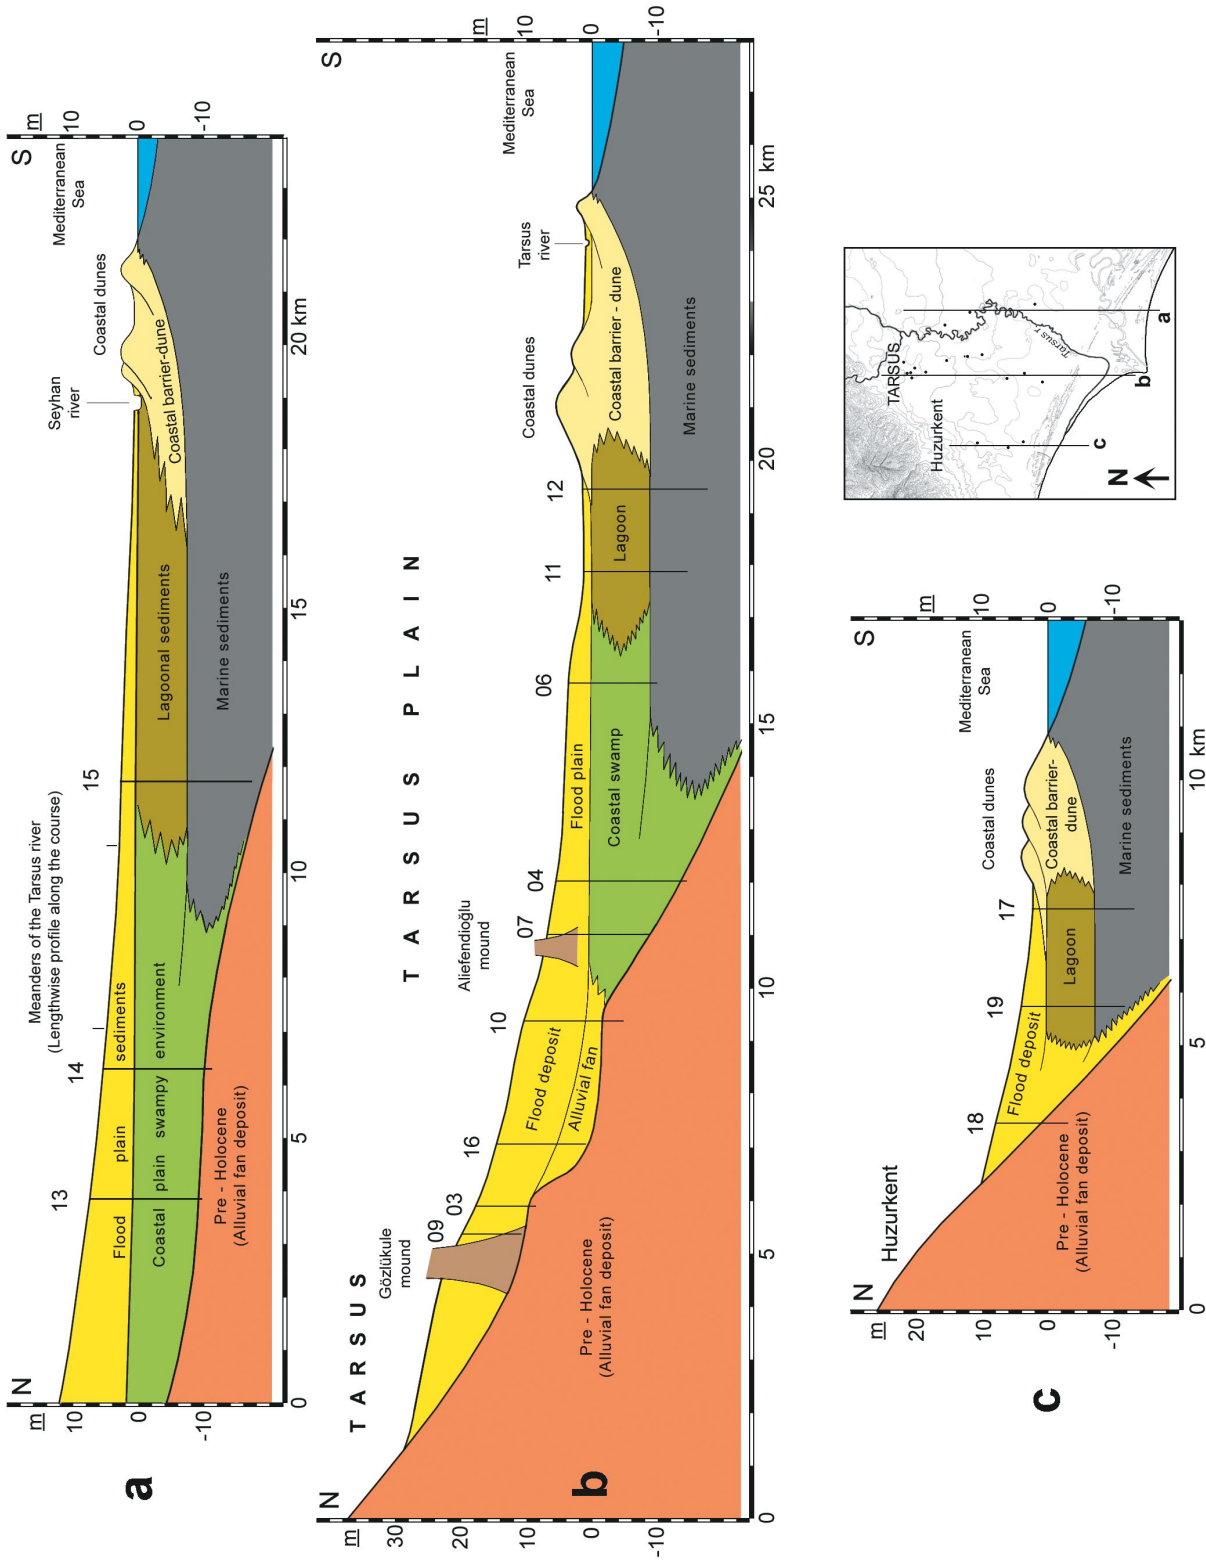 a
N
S
m
10
0
-10
m
10
0
-10
Meanders of the Tarsus river
(Lengthwise profile along the course)
13
14
15
Seyhan
river
Coastal dunes
Mediterranean
Sea
Flood plain sediments
Coastal plain swampy environment
Lagoonal sediments
Coastal barrier-dune
Marine sediments
Pre - Holocene
(Alluvial fan deposit)
0
5
10
15
20 km
b
TARSUS
TARSUS PLAIN
N
S
m
30
20
10
0
-10
m
10
0
-10
Gözlükule
mound
09
03
16
10
Aliefendioğlu
mound
07
04
06
11
12
Coastal dunes
Tarsus
river
Mediterranean
Sea
Flood deposit
Alluvial fan
Flood plain
Coastal swamp
Lagoon
Coastal barrier - dune
Marine sediments
Pre - Holocene
(Alluvial fan deposit)
0
5
10
15
20
25
km
c
N
S
m
20
10
0
-10
m
10
0
-10
Huzurkent
18
19
17
Coastal dunes
Mediterranean
Sea
Flood deposit
Lagoon
Coastal barrier-
dune
Marine sediments
Pre - Holocene
(Alluvial fan deposit)
0
5
10
km
TARSUS
Huzurkent
Tarsus r.
N
c
b
a